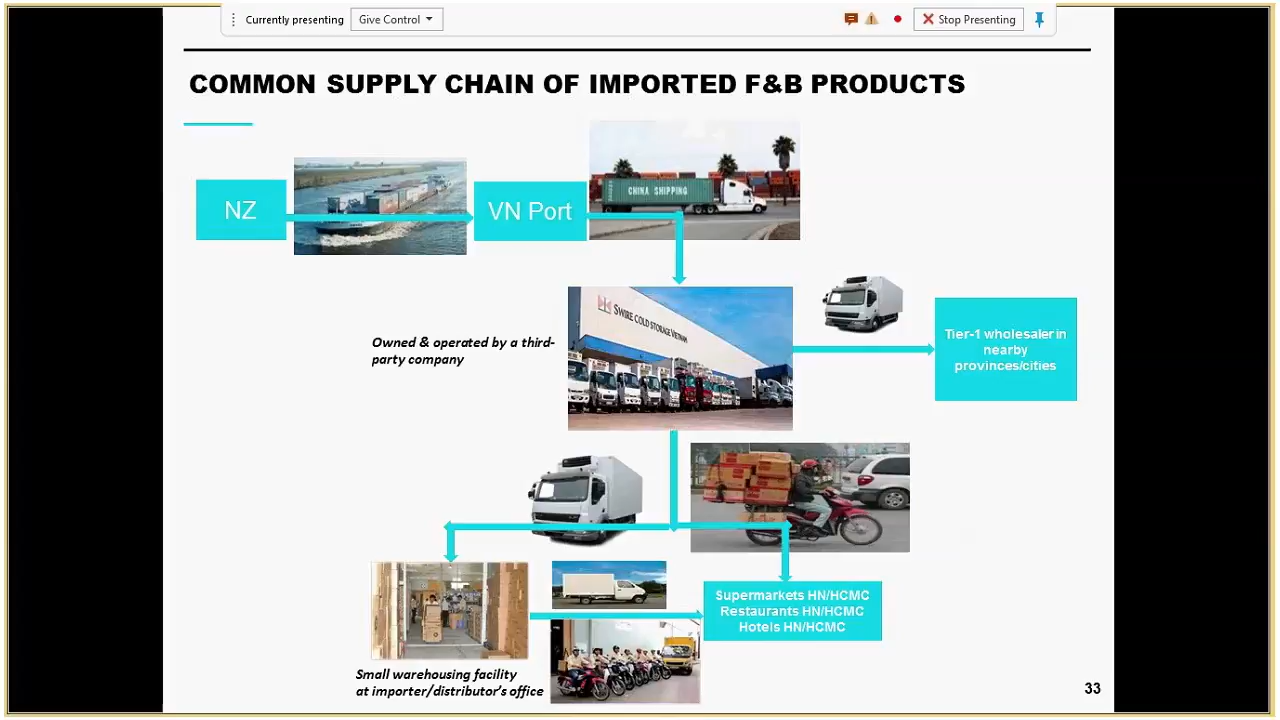 Currently presenting
Give Control
Stop Presenting
COMMON SUPPLY CHAIN OF IMPORTED F&B PRODUCTS
NZ
VN Port
CHINA SHIPPING
SWIRE COLD STORAGE VIETNAM
Owned & operated by a third-
party company
Tier-1 wholesaler in
nearby
provinces/cities
Supermarkets HN/HCMC
Restaurants HN/HCMC
Hotels HN/HCMC
Small warehousing facility
at importer/distributor's office
33